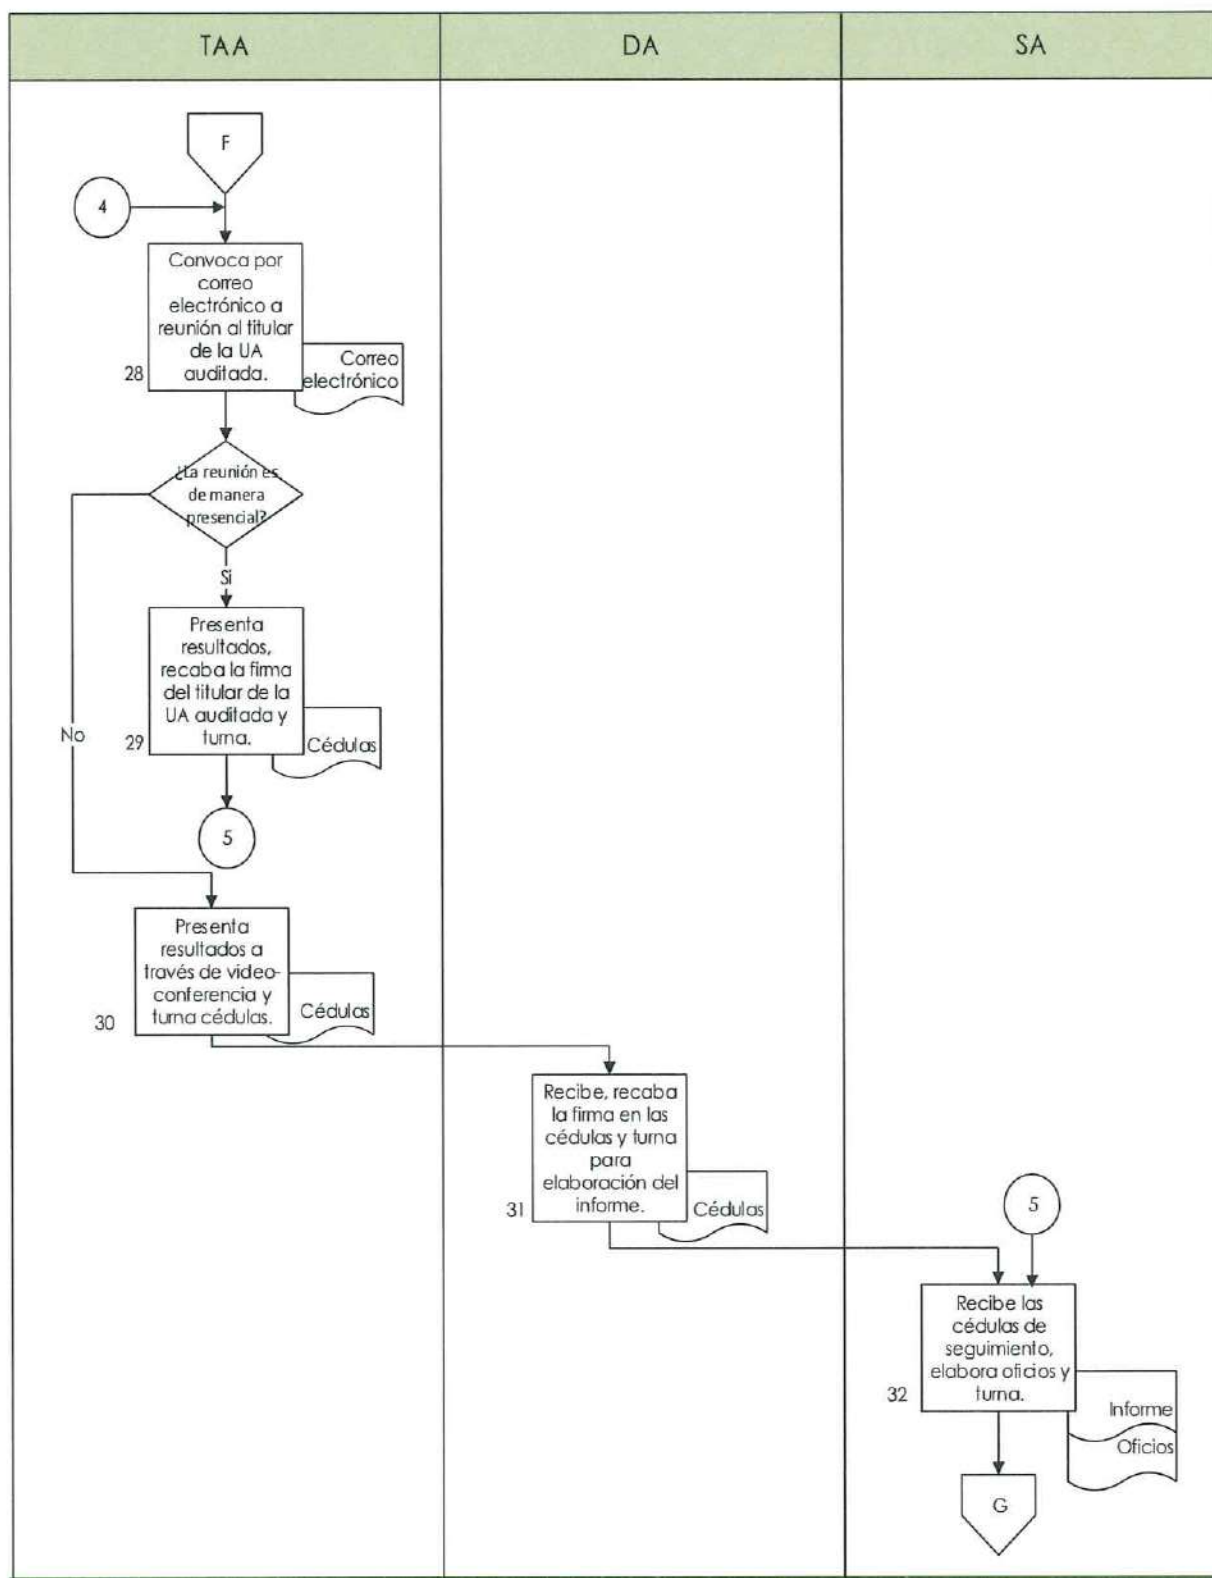 TAA
DA
SA
F
4
Convoca por
correo
electrónico a
reunión al titular
de la UA
auditada.
28
Correo
electrónico
¿La reunión es
de manera
presencial?
Si
No
Presenta
resultados,
recaba la firma
del titular de la
UA auditada y
turna.
29
Cédulas
5
Presenta
resultados a
través de video-
conferencia y
turna cédulas.
30
Cédulas
Recibe, recaba
la firma en las
cédulas y turna
para
elaboración del
informe.
31
Cédulas
5
Recibe las
cédulas de
seguimiento,
elabora oficios y
turna.
32
Informe
Oficios
G